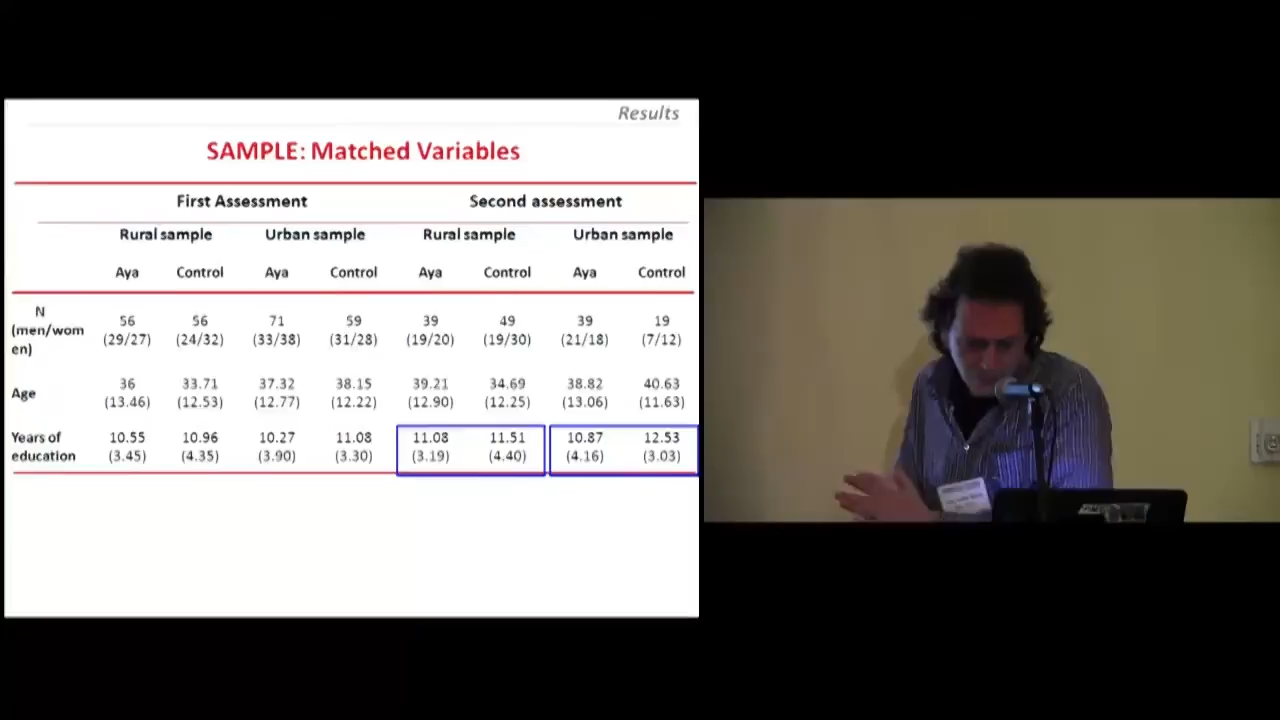 Results
SAMPLE: Matched Variables
First Assessment Second assessment
Rural sample Urban sample Rural sample Urban sample
Aya Control Aya Control Aya Control Aya Control
N
(men/wom
en)
56 56 71 59 39 49 39 19
(29/27) (24/32) (33/38) (31/28) (19/20) (19/30) (21/18) (7/12)
Age
36 33.71 37.32 38.15 39.21 34.69 38.82 40.63
(13.46) (12.53) (12.77) (12.22) (12.90) (12.25) (13.06) (11.63)
Years of 10.55 10.96 10.27 11.08 11.08 11.51 10.87 12.53
education (3.45) (4.35) (3.90) (3.30) (3.19) (4.40) (4.16) (3.03)